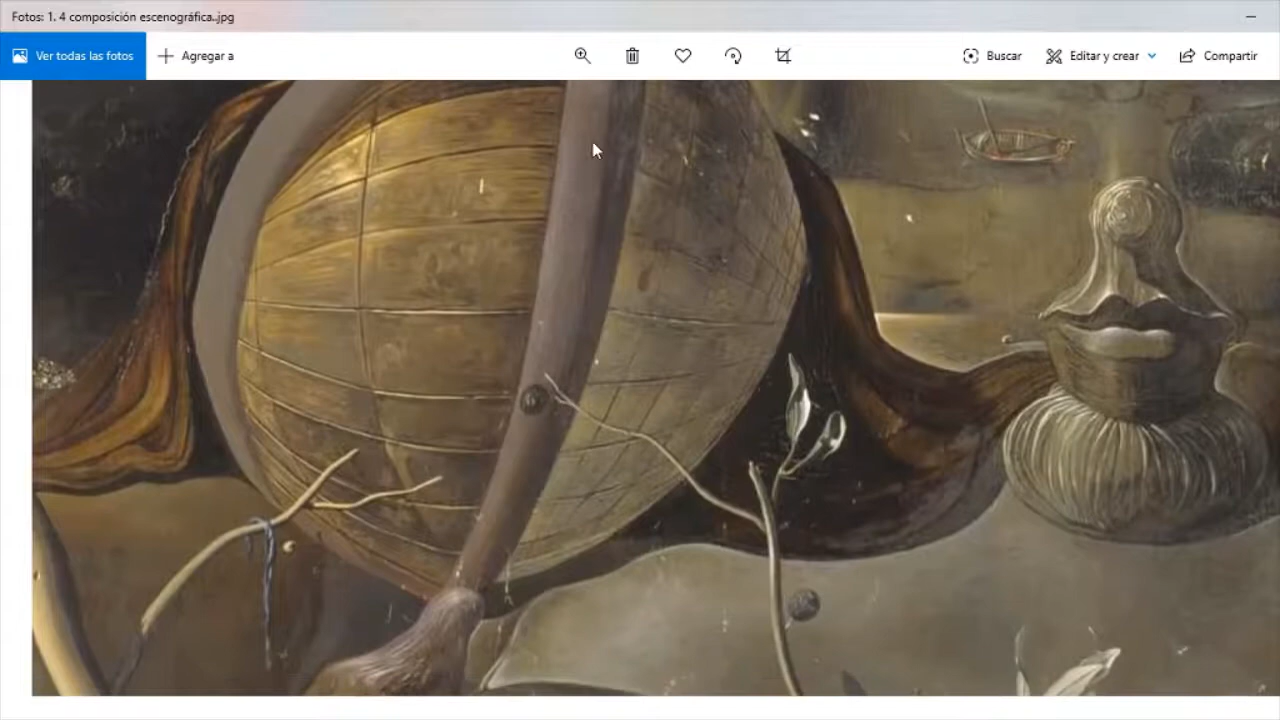 Fotos: 1. 4 composición escenográfica..jpg
Ver todas las fotos
Agregar a
Buscar
Editar y crear
Compartir